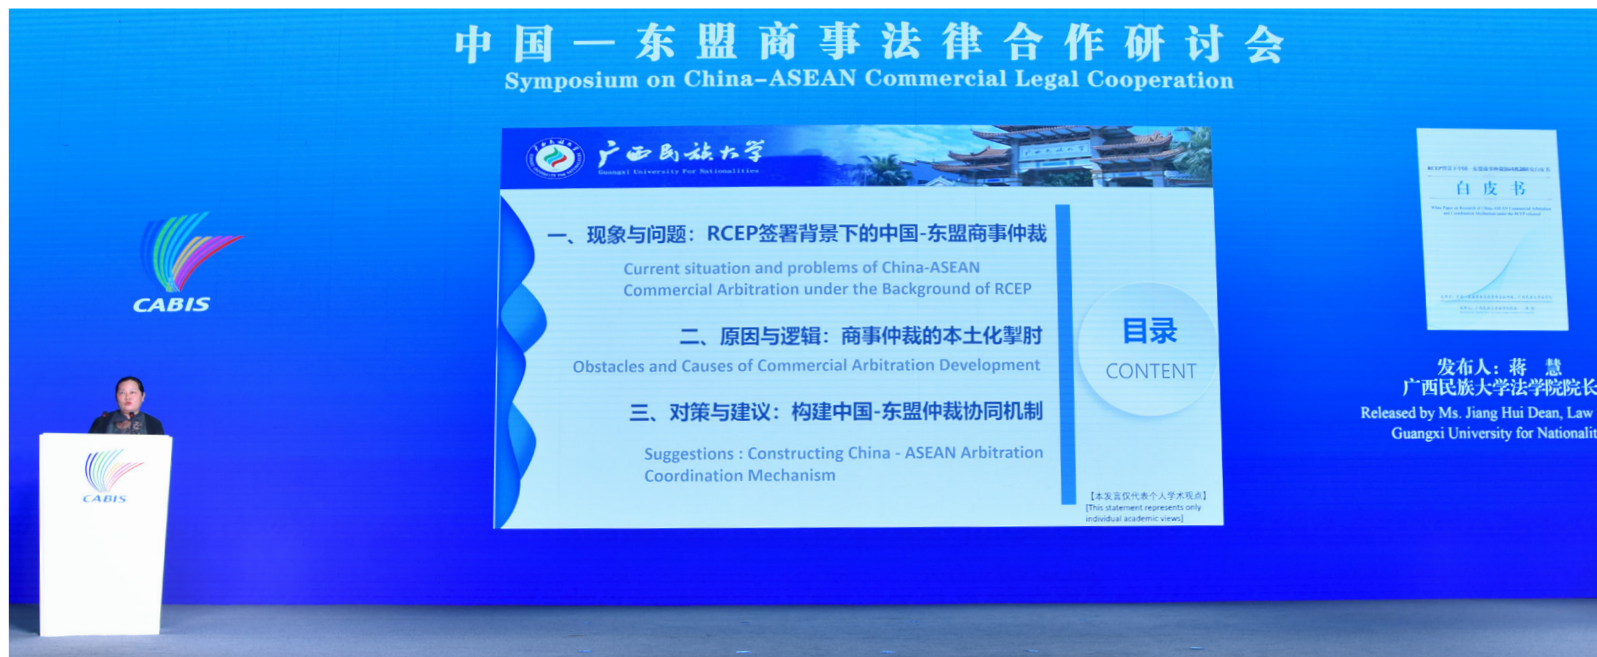 中国—东盟商事法律合作研讨会
Symposium on China-ASEAN Commercial Legal Cooperation
广西民族大学
Guangxi University For Nationalities
一、现象与问题：RCEP签署背景下的中国-东盟商事仲裁
Current situation and problems of China-ASEAN
Commercial Arbitration under the Background of RCEP
二、原因与逻辑：商事仲裁的本土化掣肘
Obstacles and Causes of Commercial Arbitration Development
三、对策与建议：构建中国-东盟仲裁协同机制
Suggestions : Constructing China - ASEAN Arbitration
Coordination Mechanism
目录
CONTENT
【本发言仅代表个人学术观点】
[This statement represents only
individual academic views]
CABIS
CABIS
白皮书
发布人：蒋 慧
广西民族大学法学院院长
Released by Ms. Jiang Hui Dean, Law
Guangxi University for Nationalit